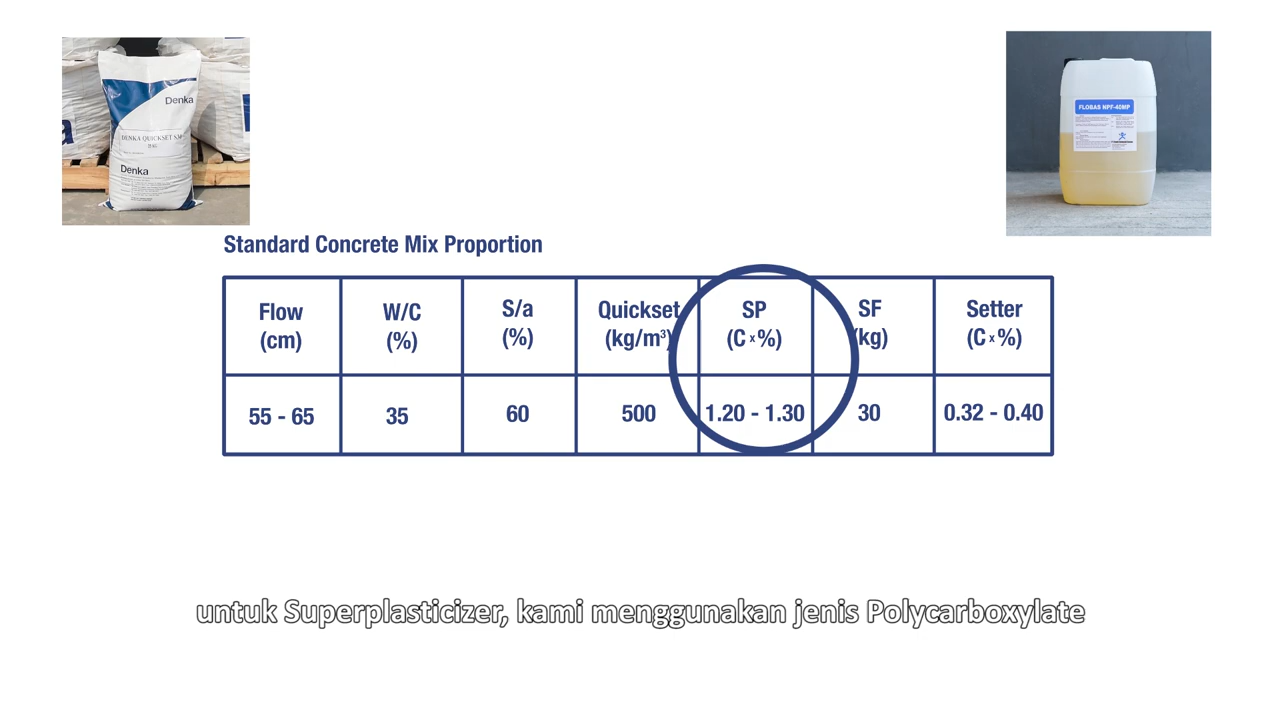 Denka
DENKA QUICKSET
Denka
FLOBAS NPF-40MP
Standard Concrete Mix Proportion
Flow (cm) W/C (%) S/a (%) Quickset (kg/m³) SP (C x %) SF (kg) Setter (C x %)
55 - 65 35 60 500 1.20 - 1.30 30 0.32 - 0.40
untuk Superplasticizer, kami menggunakan jenis Polycarboxylate